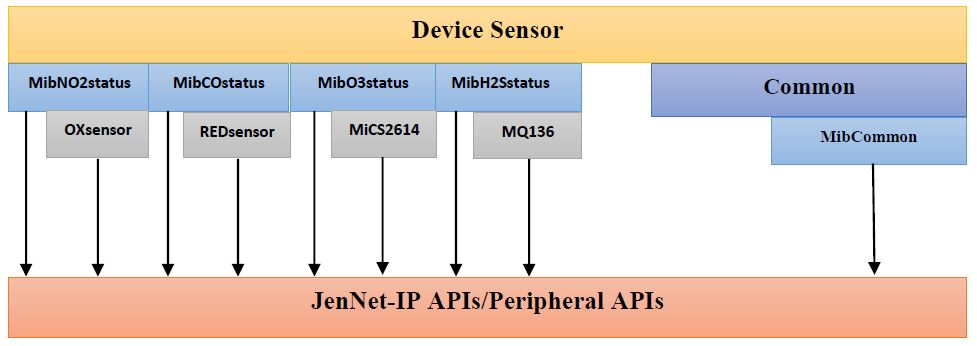 Device Sensor
MibNO2status
MibCOstatus
MibO3status
MibH2Sstatus
Common
OXsensor
REDsensor
MiCS2614
MQ136
MibCommon
JenNet-IP APIs/Peripheral APIs